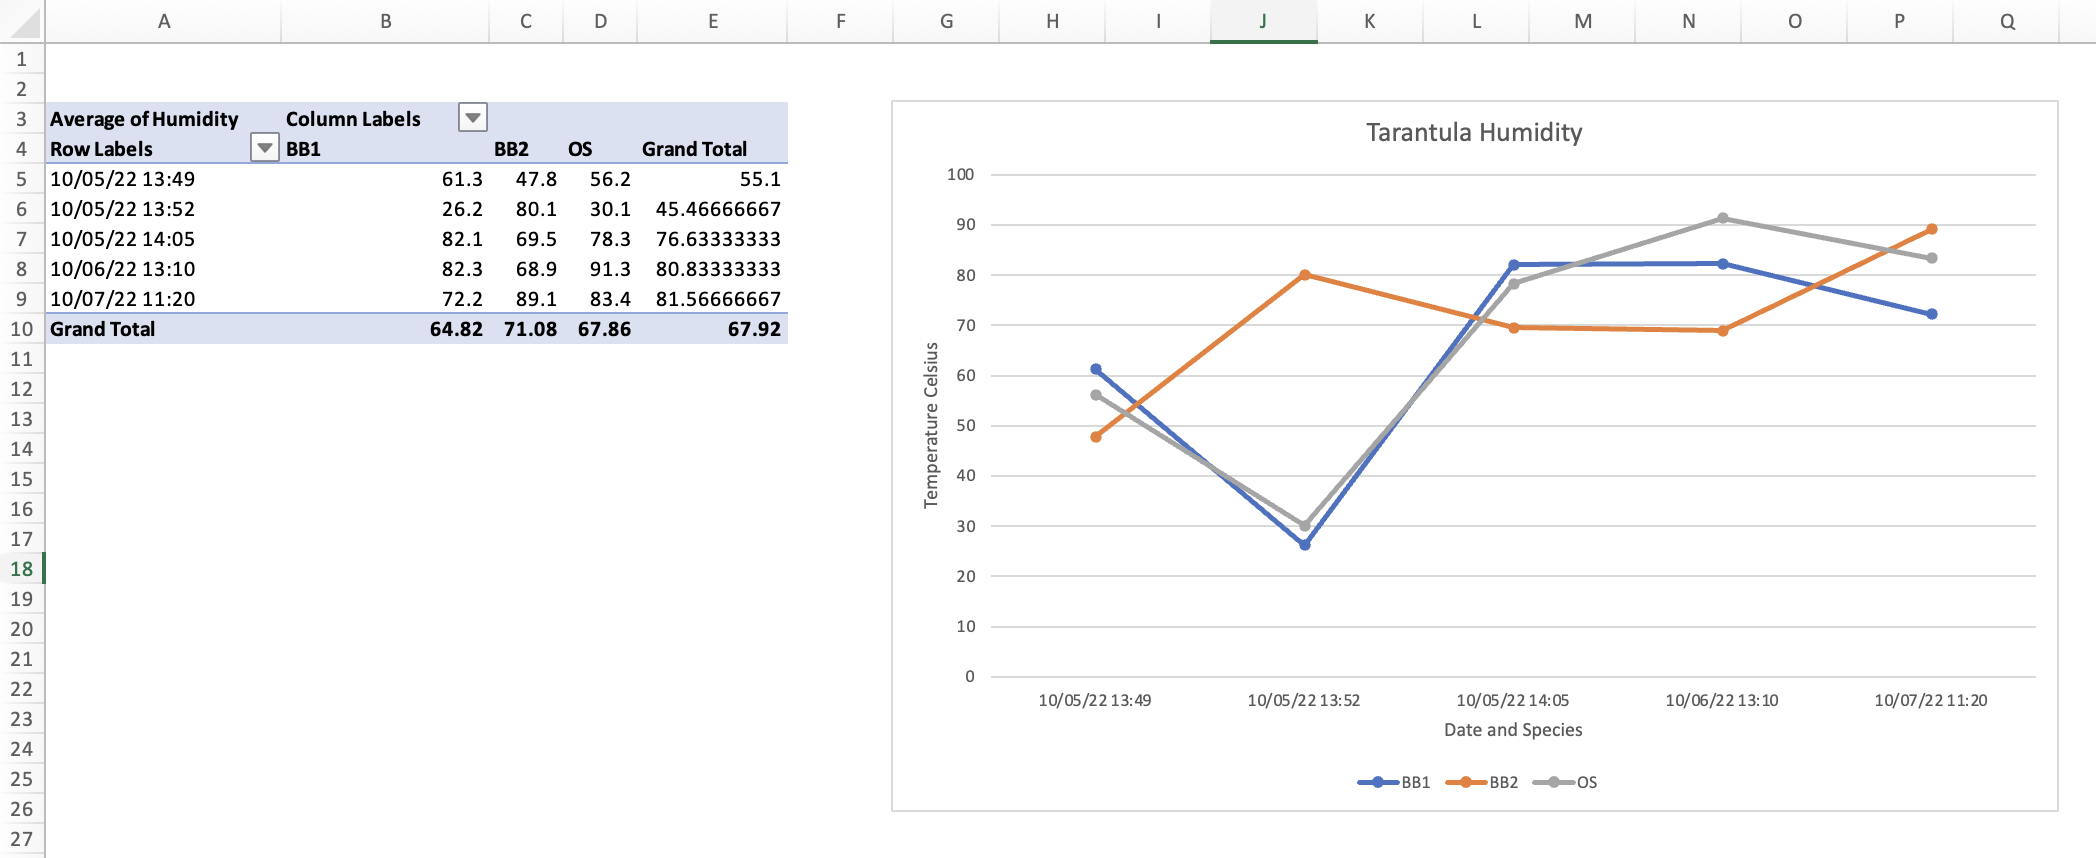 A B C D E F G H I J K L M N O P Q
1
2
3 Average of Humidity Column Labels
4 Row Labels BB1 BB2 OS Grand Total
5 10/05/22 13:49 61.3 47.8 56.2 55.1
6 10/05/22 13:52 26.2 80.1 30.1 45.46666667
7 10/05/22 14:05 82.1 69.5 78.3 76.63333333
8 10/06/22 13:10 82.3 68.9 91.3 80.83333333
9 10/07/22 11:20 72.2 89.1 83.4 81.56666667
10 Grand Total 64.82 71.08 67.86 67.92
11
12
13
14
15
16
17
18
19
20
21
22
23
24
25
26
27
Tarantula Humidity
100
90
80
70
60
50
40
30
20
10
0
Temperature Celsius
10/05/22 13:49 10/05/22 13:52 10/05/22 14:05 10/06/22 13:10 10/07/22 11:20
Date and Species
BB1 BB2 OS